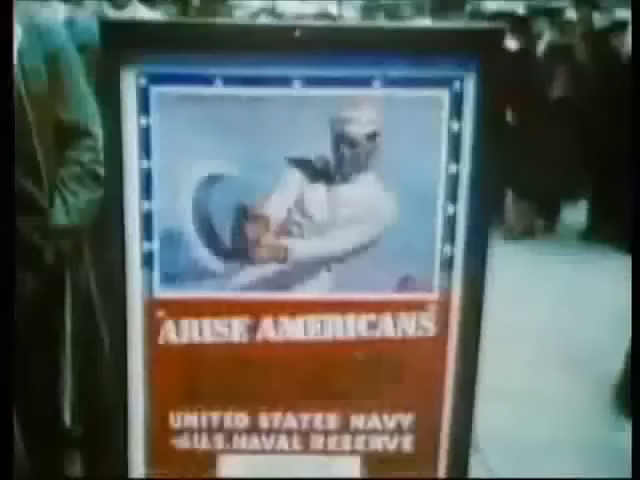 "ARISE AMERICANS"
UNITED STATES NAVY
U.S. NAVAL RESERVE